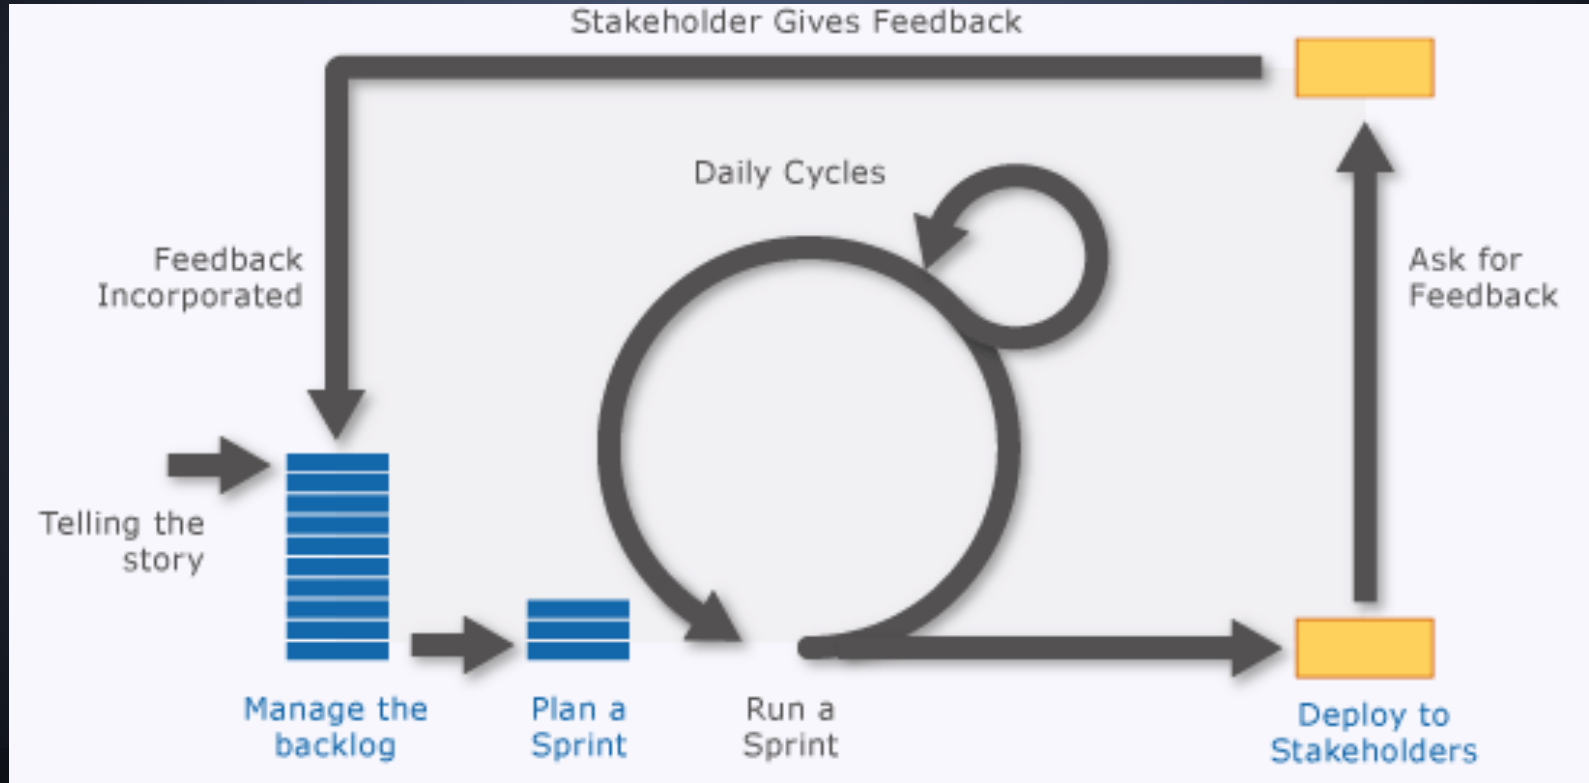 Stakeholder Gives Feedback
Daily Cycles
Feedback
Incorporated
Ask for
Feedback
Telling the
story
Manage the
backlog
Plan a
Sprint
Run a
Sprint
Deploy to
Stakeholders